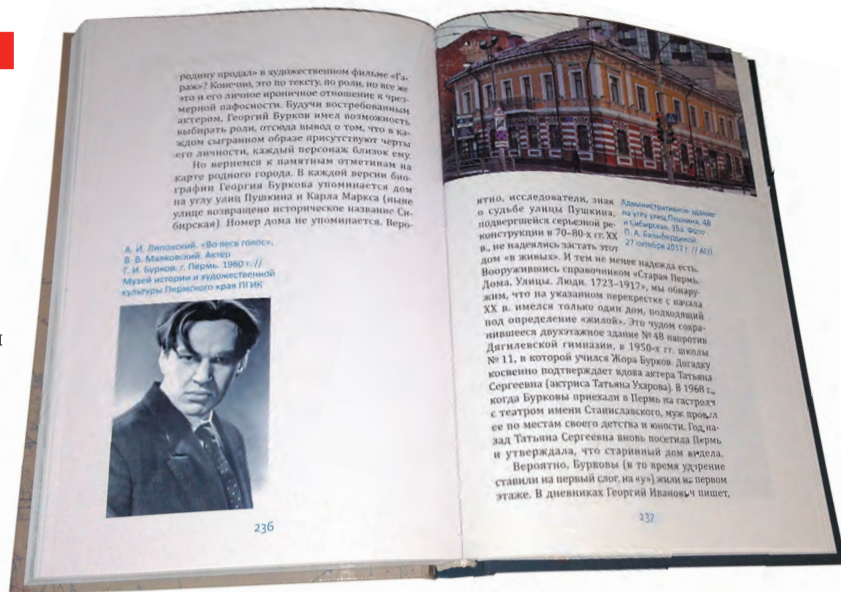 родину продал» в художественном фильме «Га-
раж»? Конечно, это по тексту, по роли, но все же
это и его личное ироничное отношение к чрез-
мерной пафосности. Будучи востребованным
актером, Георгий Бурков имел возможность
выбирать роли, отсюда вывод о том, что в ка-
ждом сыгранном образе присутствуют черты
его личности, каждый персонаж близок ему.
Но вернемся к памятным отметинам на
карте родного города. В каждой версии био-
графии Георгия Буркова упоминается дом
на углу улиц Пушкина и Карла Маркса (ныне
улице возвращено историческое название Си-
бирская). Номер дома не упоминается. Веро-
А. И. Липовский. «Во весь голос»,
В. В. Маяковский. Актер
Г. И. Бурков. г. Пермь. 1960 г. //
Музей истории и художественной
культуры Пермского края ПГИК
236
ятно, исследователи, зная
о судьбе улицы Пушкина,
подвергшейся серьезной ре-
конструкции в 70–80-х гг. XX
в., не надеялись застать этот
дом «в живых». И тем не менее надежда есть.
Вооружившись справочником «Старая Пермь.
Дома. Улицы. Люди. 1723–1917», мы обнару-
жим, что на указанном перекрестке с начала
XX в. имелся только один дом, подходящий
под определение «жилой». Это чудом сохра-
нившееся двухэтажное здание № 48 напротив
Дягилевской гимназии, в 1950-х гг. школы
№ 11, в которой учился Жора Бурков. Догадку
косвенно подтверждает вдова актера Татьяна
Сергеевна (актриса Татьяна Ухарова). В 1968 г.,
когда Бурковы приехали в Пермь на гастроли
с театром имени Станиславского, муж провел
ее по местам своего детства и юности. Год на-
зад Татьяна Сергеевна вновь посетила Пермь
и утверждала, что старинный дом видела.
Вероятно, Бурковы (в то время ударение
ставили на первый слог, на «у») жили на первом
этаже. В дневниках Георгий Иванович пишет,
Административное здание
на углу улиц Пушкина, 48
и Сибирская, 35а. Фото
П. А. Балыбердиной.
27 октября 2017 г. // АГП
237